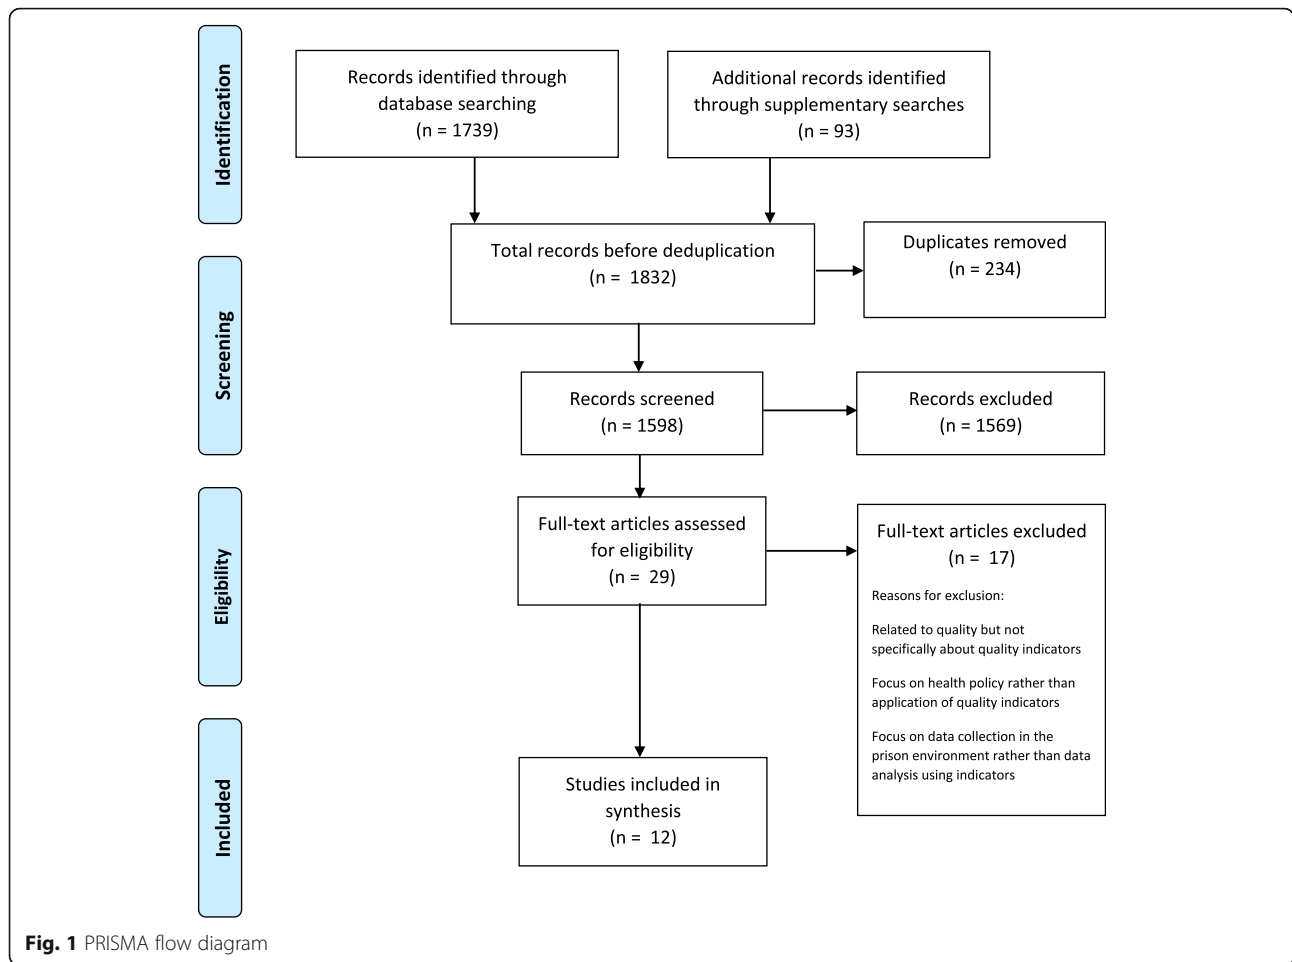 Identification
Records identified through
database searching
(n = 1739)
Additional records identified
through supplementary searches
(n = 93)
Total records before deduplication
(n =  1832)
Duplicates removed
(n = 234)
Screening
Records screened
(n = 1598)
Records excluded
(n = 1569)
Eligibility
Full-text articles assessed
for eligibility
(n =  29)
Full-text articles excluded
(n =  17)
Reasons for exclusion:
Related to quality but not
specifically about quality indicators
Focus on health policy rather than
application of quality indicators
Focus on data collection in the
prison environment rather than data
analysis using indicators
Included
Studies included in
synthesis
(n =  12)
Fig. 1 PRISMA flow diagram